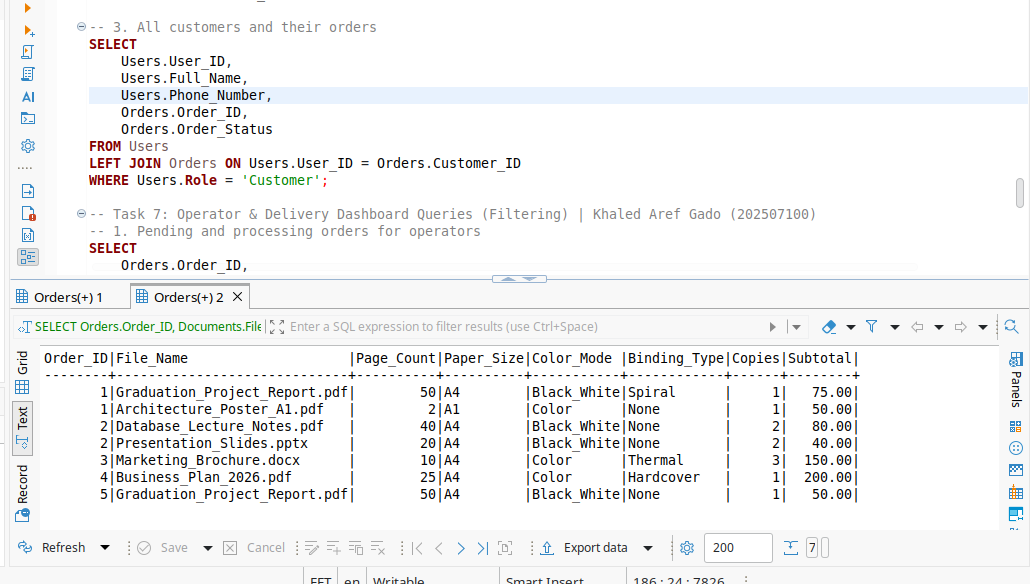 -- 3. All customers and their orders
SELECT
    Users.User_ID,
    Users.Full_Name,
    Users.Phone_Number,
    Orders.Order_ID,
    Orders.Order_Status
FROM Users
LEFT JOIN Orders ON Users.User_ID = Orders.Customer_ID
WHERE Users.Role = 'Customer';
-- Task 7: Operator & Delivery Dashboard Queries (Filtering) | Khaled Aref Gado (202507100)
-- 1. Pending and processing orders for operators
SELECT
    Orders.Order_ID,
AI
Orders(+) 1
Orders(+) 2
SELECT Orders.Order_ID, Documents.File
Enter a SQL expression to filter results (use Ctrl+Space)
Grid
Text
Record
Order_ID|File_Name                    |Page_Count|Paper_Size|Color_Mode |Binding_Type|Copies|Subtotal|
--------+-----------------------------+----------+----------+-----------+------------+------+--------+
       1|Graduation_Project_Report.pdf|        50|A4        |Black_White|Spiral      |     1|   75.00|
       1|Architecture_Poster_A1.pdf   |         2|A1        |Color      |None        |     1|   50.00|
       2|Database_Lecture_Notes.pdf   |        40|A4        |Black_White|None        |     2|   80.00|
       2|Presentation_Slides.pptx     |        20|A4        |Black_White|None        |     2|   40.00|
       3|Marketing_Brochure.docx      |        10|A4        |Color      |Thermal     |     3|  150.00|
       4|Business_Plan_2026.pdf       |        25|A4        |Color      |Hardcover   |     1|  200.00|
       5|Graduation_Project_Report.pdf|        50|A4        |Black_White|None        |     1|   50.00|
Panels
Refresh
Save
Cancel
Export data
200
7
EET
en
Writable
Smart Insert
186 : 24 : 7826